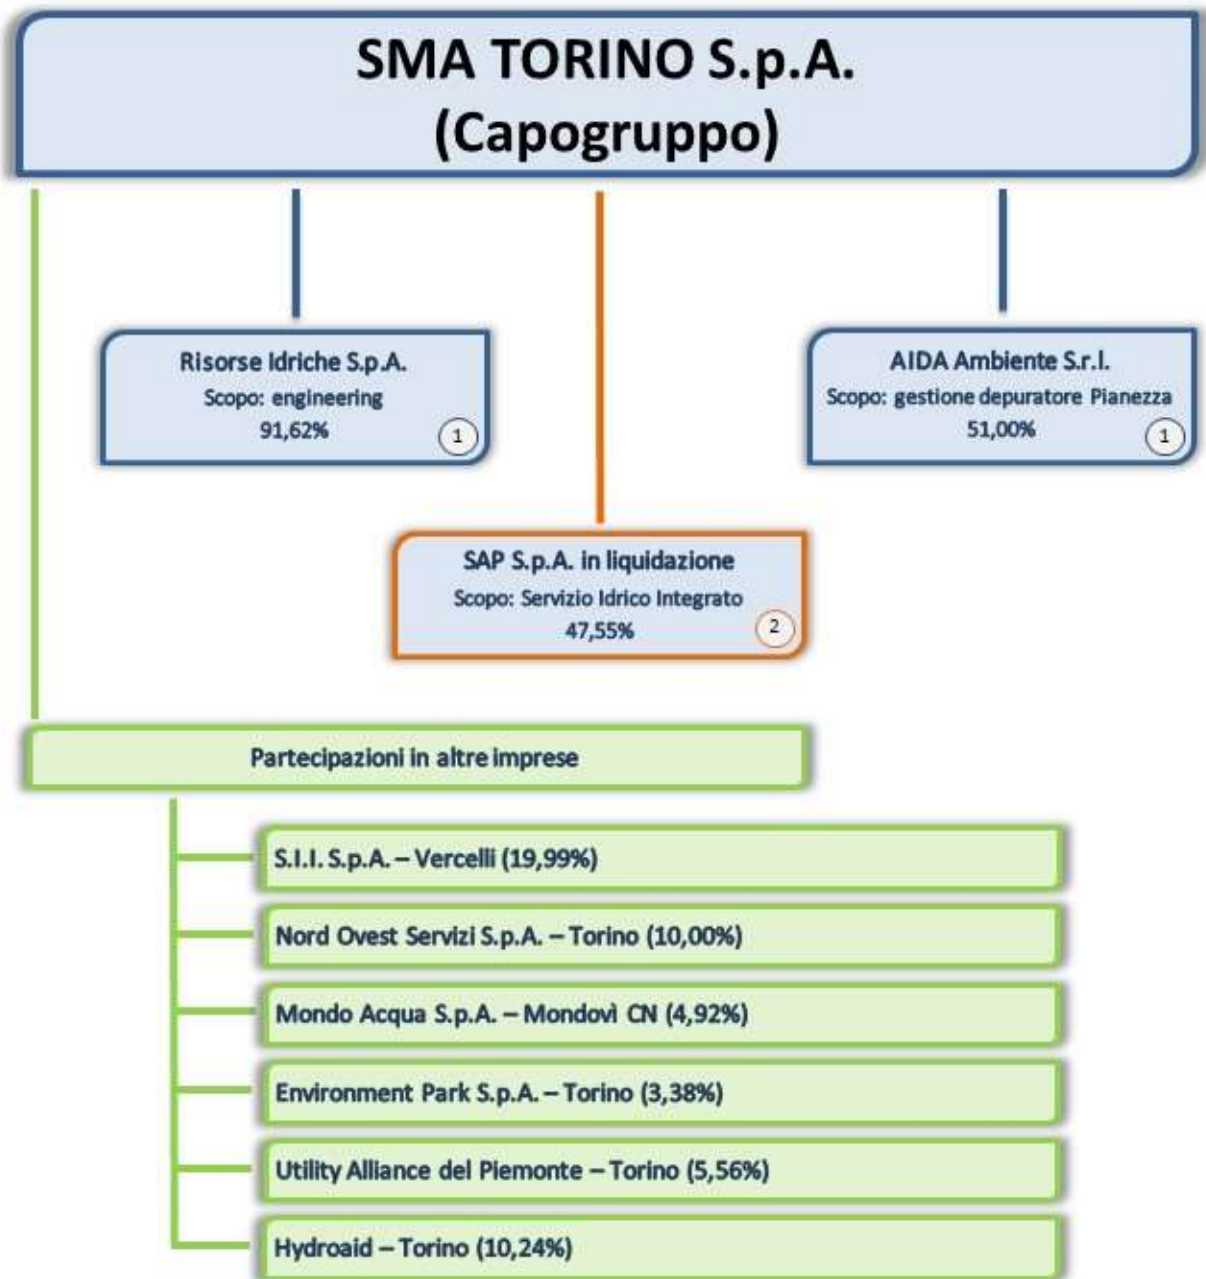 SMA TORINO S.p.A.
(Capogruppo)
Risorse Idriche S.p.A.
Scopo: engineering
91,62%
1
AIDA Ambiente S.r.l.
Scopo: gestione depuratore Pianezza
51,00%
1
SAP S.p.A. in liquidazione
Scopo: Servizio Idrico Integrato
47,55%
2
Partecipazioni in altre imprese
S.I.I. S.p.A. – Vercelli (19,99%)
Nord Ovest Servizi S.p.A. – Torino (10,00%)
Mondo Acqua S.p.A. – Mondovì CN (4,92%)
Environment Park S.p.A. – Torino (3,38%)
Utility Alliance del Piemonte – Torino (5,56%)
Hydroaid – Torino (10,24%)